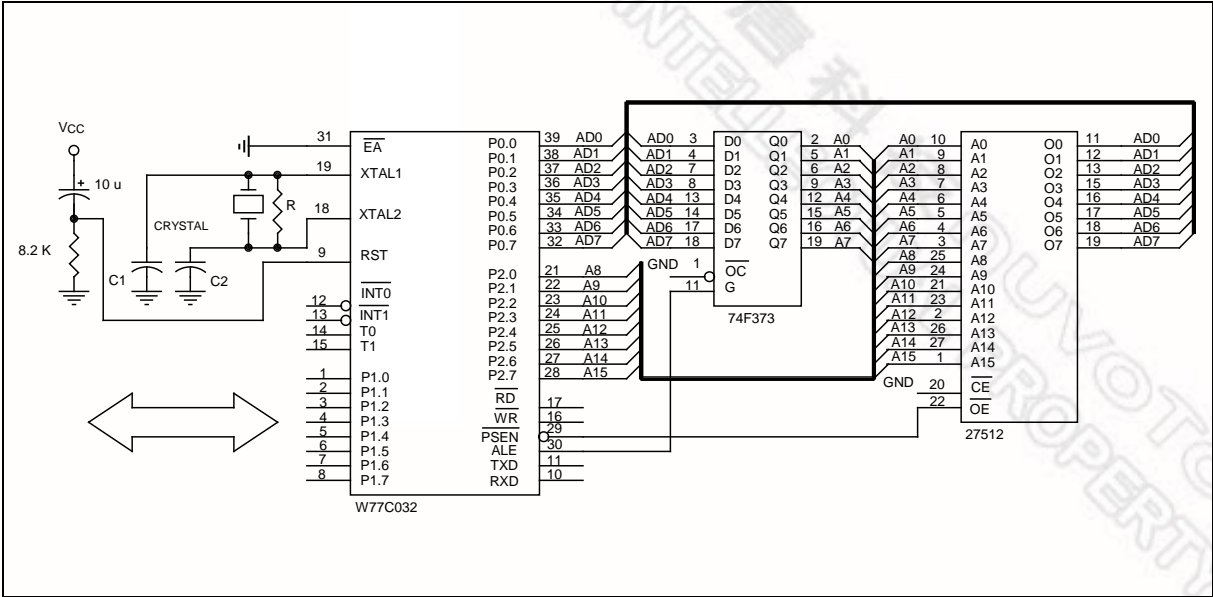 VCC
10 u
8.2 K
CRYSTAL
R
C1
C2
31 EA
19 XTAL1
18 XTAL2
9 RST
12 INT0
13 INT1
14 T0
15 T1
1 P1.0
2 P1.1
3 P1.2
4 P1.3
5 P1.4
6 P1.5
7 P1.6
8 P1.7
P0.0 39 AD0
P0.1 38 AD1
P0.2 37 AD2
P0.3 36 AD3
P0.4 35 AD4
P0.5 34 AD5
P0.6 33 AD6
P0.7 32 AD7
P2.0 21 A8
P2.1 22 A9
P2.2 23 A10
P2.3 24 A11
P2.4 25 A12
P2.5 26 A13
P2.6 27 A14
P2.7 28 A15
RD 17
WR 16
PSEN 29
ALE 30
TXD 11
RXD 10
W77C032
AD0 3 D0 Q0 2 A0
AD1 4 D1 Q1 5 A1
AD2 7 D2 Q2 6 A2
AD3 8 D3 Q3 9 A3
AD4 13 D4 Q4 12 A4
AD5 14 D5 Q5 15 A5
AD6 17 D6 Q6 16 A6
AD7 18 D7 Q7 19 A7
GND 1 OC
11 G
74F373
A0 10 A0 O0 11 AD0
A1 9 A1 O1 12 AD1
A2 8 A2 O2 13 AD2
A3 7 A3 O3 15 AD3
A4 6 A4 O4 16 AD4
A5 5 A5 O5 17 AD5
A6 4 A6 O6 18 AD6
A7 3 A7 O7 19 AD7
A8 25 A8
A9 24 A9
A10 21 A10
A11 23 A11
A12 2 A12
A13 26 A13
A14 27 A14
A15 1 A15
GND 20 CE
22 OE
27512